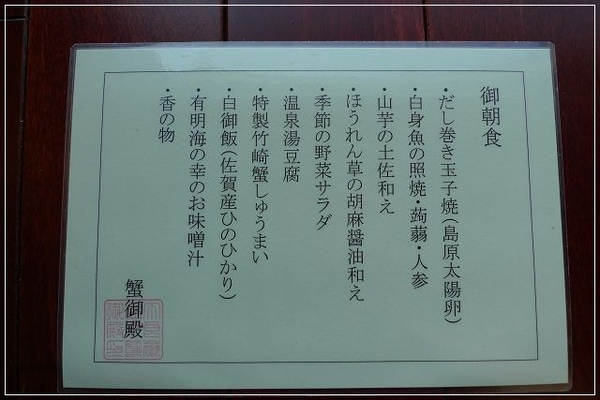 御朝食
・だし巻き玉子焼(島原太陽卵)
・白身魚の照焼・蒟蒻・人参
・山芋の土佐和え
・ほうれん草の胡麻醤油和え
・季節の野菜サラダ
・温泉湯豆腐
・特製竹崎蟹しゅうまい
・白御飯(佐賀産ひのひかり)
・有明海の幸のお味噌汁
・香の物
蟹御殿